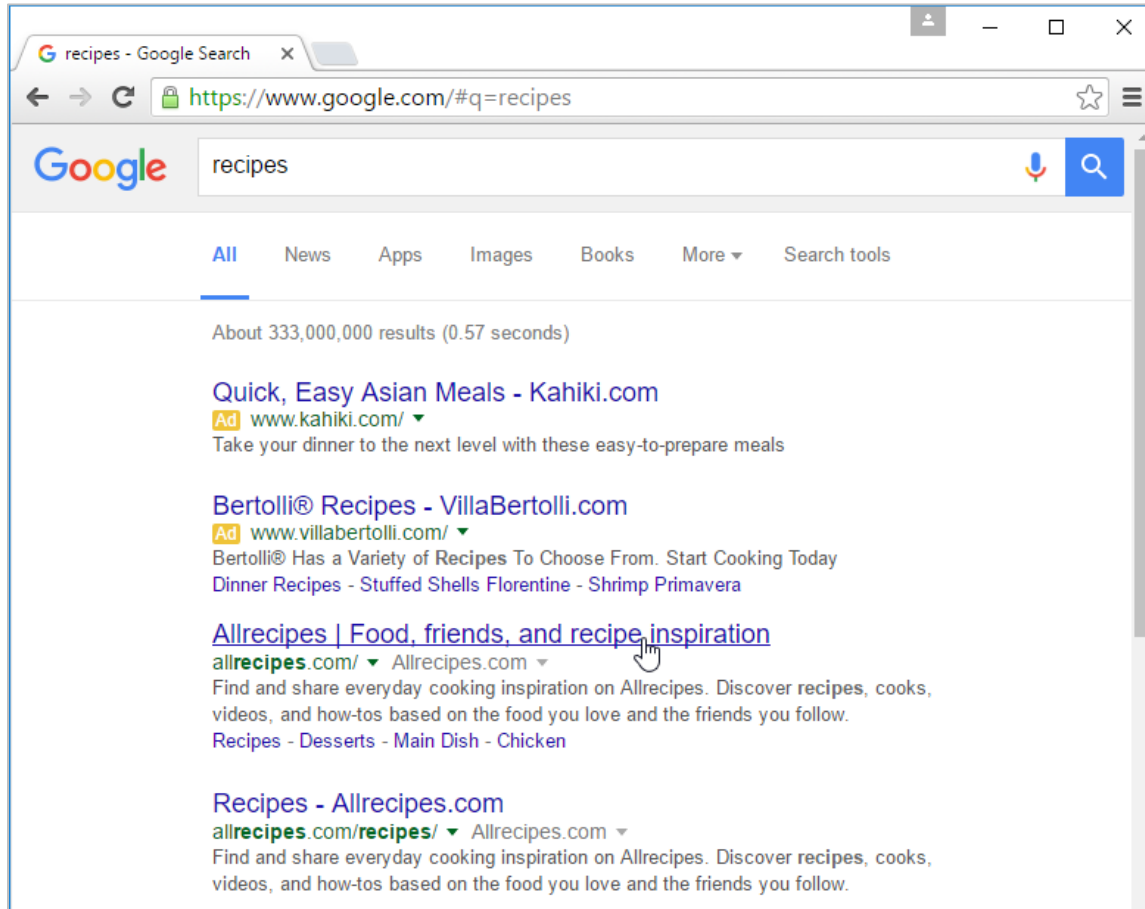 recipes - Google Search
https://www.google.com/#q=recipes
Google
recipes
All News Apps Images Books More Search tools
About 333,000,000 results (0.57 seconds)
Quick, Easy Asian Meals - Kahiki.com
Ad www.kahiki.com/
Take your dinner to the next level with these easy-to-prepare meals
Bertolli® Recipes - VillaBertolli.com
Ad www.villabertolli.com/
Bertolli® Has a Variety of Recipes To Choose From. Start Cooking Today
Dinner Recipes - Stuffed Shells Florentine - Shrimp Primavera
Allrecipes | Food, friends, and recipe inspiration
allrecipes.com/ Allrecipes.com
Find and share everyday cooking inspiration on Allrecipes. Discover recipes, cooks,
videos, and how-tos based on the food you love and the friends you follow.
Recipes - Desserts - Main Dish - Chicken
Recipes - Allrecipes.com
allrecipes.com/recipes/ Allrecipes.com
Find and share everyday cooking inspiration on Allrecipes. Discover recipes, cooks,
videos, and how-tos based on the food you love and the friends you follow.